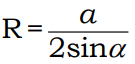 R = a / 2sinα